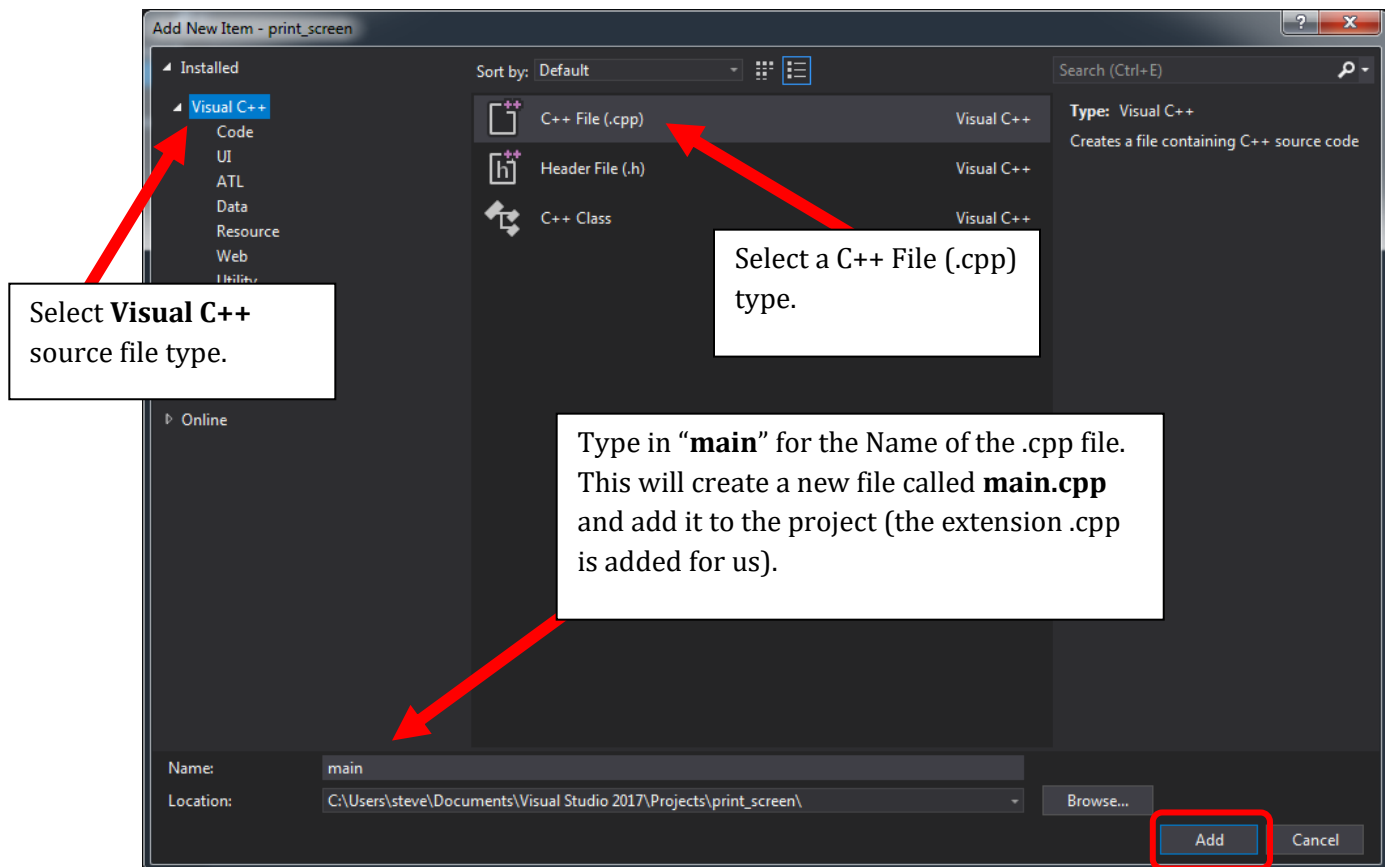 Add New Item - print_screen
Installed
Sort by: Default
Search (Ctrl+E)
Visual C++
Code
UI
ATL
Data
Resource
Web
Utility
C++ File (.cpp) Visual C++
Header File (.h) Visual C++
C++ Class Visual C++
Type: Visual C++
Creates a file containing C++ source code
Select a C++ File (.cpp)
type.
Select Visual C++
source file type.
Online
Type in “main” for the Name of the .cpp file.
This will create a new file called main.cpp
and add it to the project (the extension .cpp
is added for us).
Name: main
Location: C:\Users\steve\Documents\Visual Studio 2017\Projects\print_screen\
Browse...
Add Cancel